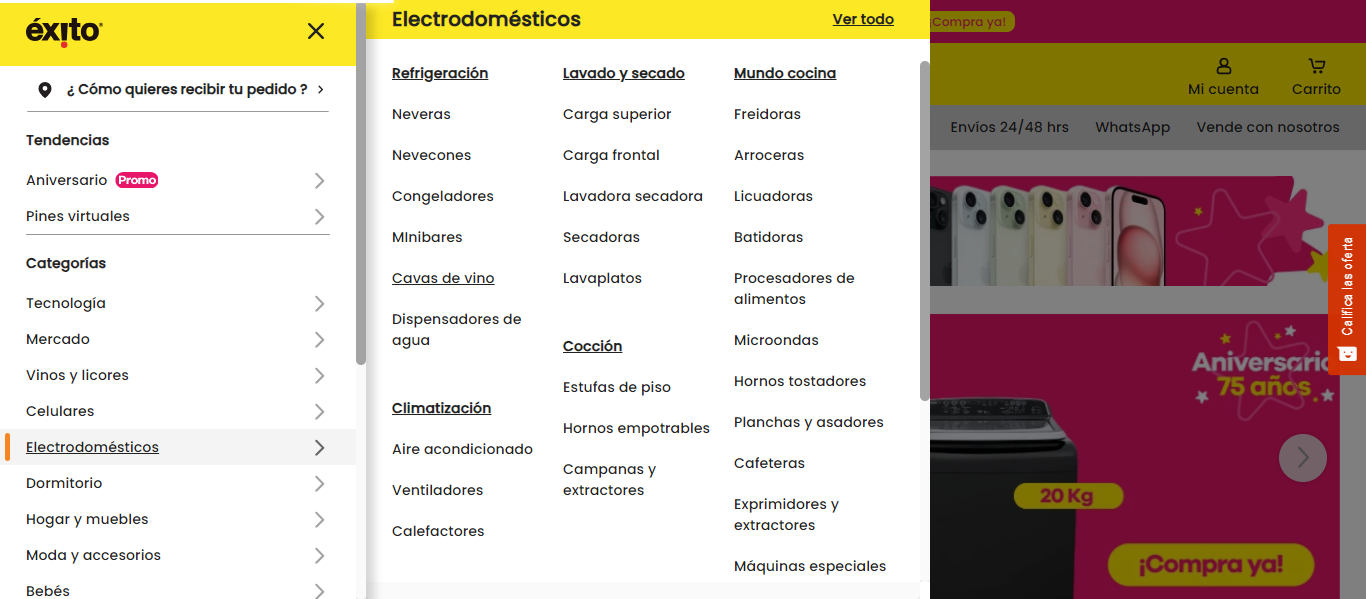 éxito
¿ Cómo quieres recibir tu pedido ?
Tendencias
Aniversario Promo
Pines virtuales
Categorías
Tecnología
Mercado
Vinos y licores
Celulares
Electrodomésticos
Dormitorio
Hogar y muebles
Moda y accesorios
Bebés
Electrodomésticos
Ver todo
Refrigeración
Neveras
Nevecones
Congeladores
MInibares
Cavas de vino
Dispensadores de
agua
Climatización
Aire acondicionado
Ventiladores
Calefactores
Lavado y secado
Carga superior
Carga frontal
Lavadora secadora
Secadoras
Lavaplatos
Cocción
Estufas de piso
Hornos empotrables
Campanas y
extractores
Mundo cocina
Freidoras
Arroceras
Licuadoras
Batidoras
Procesadores de
alimentos
Microondas
Hornos tostadores
Planchas y asadores
Cafeteras
Exprimidores y
extractores
Máquinas especiales
¡Compra ya!
Mi cuenta
Carrito
Envíos 24/48 hrs
WhatsApp
Vende con nosotros
Califica las oferta
Aniversario
75 años
20 Kg
¡Compra ya!